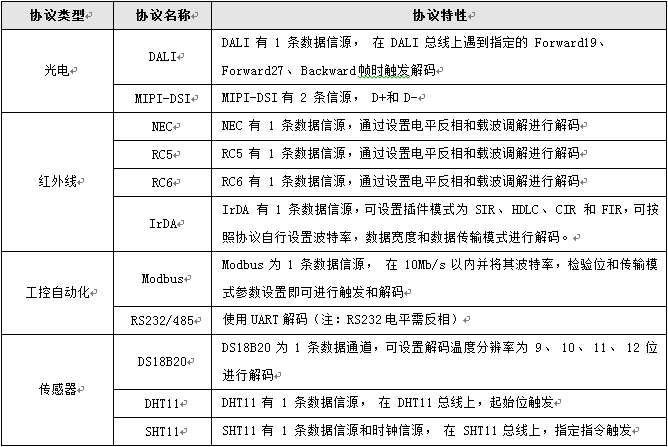 协议类型 协议名称 协议特性
光电 DALI DALI 有 1 条数据信源, 在 DALI 总线上遇到指定的 Forward19、
Forward27、Backward 帧时触发解码
MIPI-DSI MIPI-DSI 有 2 条信源, D+和 D-
红外线 NEC NEC 有 1 条数据信源,通过设置电平反相和载波调解进行解码
RC5 RC5 有 1 条数据信源,通过设置电平反相和载波调解进行解码
RC6 RC6 有 1 条数据信源,通过设置电平反相和载波调解进行解码
IrDA IrDA 有 1 条数据信源,可设置插件模式为 SIR、HDLC、CIR 和 FIR,可按
照协议自行设置波特率,数据宽度和数据传输模式进行解码。
工控自动化 Modbus Modbus 为 1 条数据信源, 在 10Mb/s 以内并将其波特率,检验位和传输模
式参数设置即可进行触发和解码
RS232/485 使用 UART 解码(注:RS232 电平需反相)
传感器 DS18B20 DS18B20 为 1 条数据通道,可设置解码温度分辨率为 9、10、11、12 位
进行解码
DHT11 DHT11 有 1 条数据信源, 在 DHT11 总线上,起始位触发
SHT11 SHT11 有 1 条数据信源和时钟信源, 在 SHT11 总线上,指定指令触发